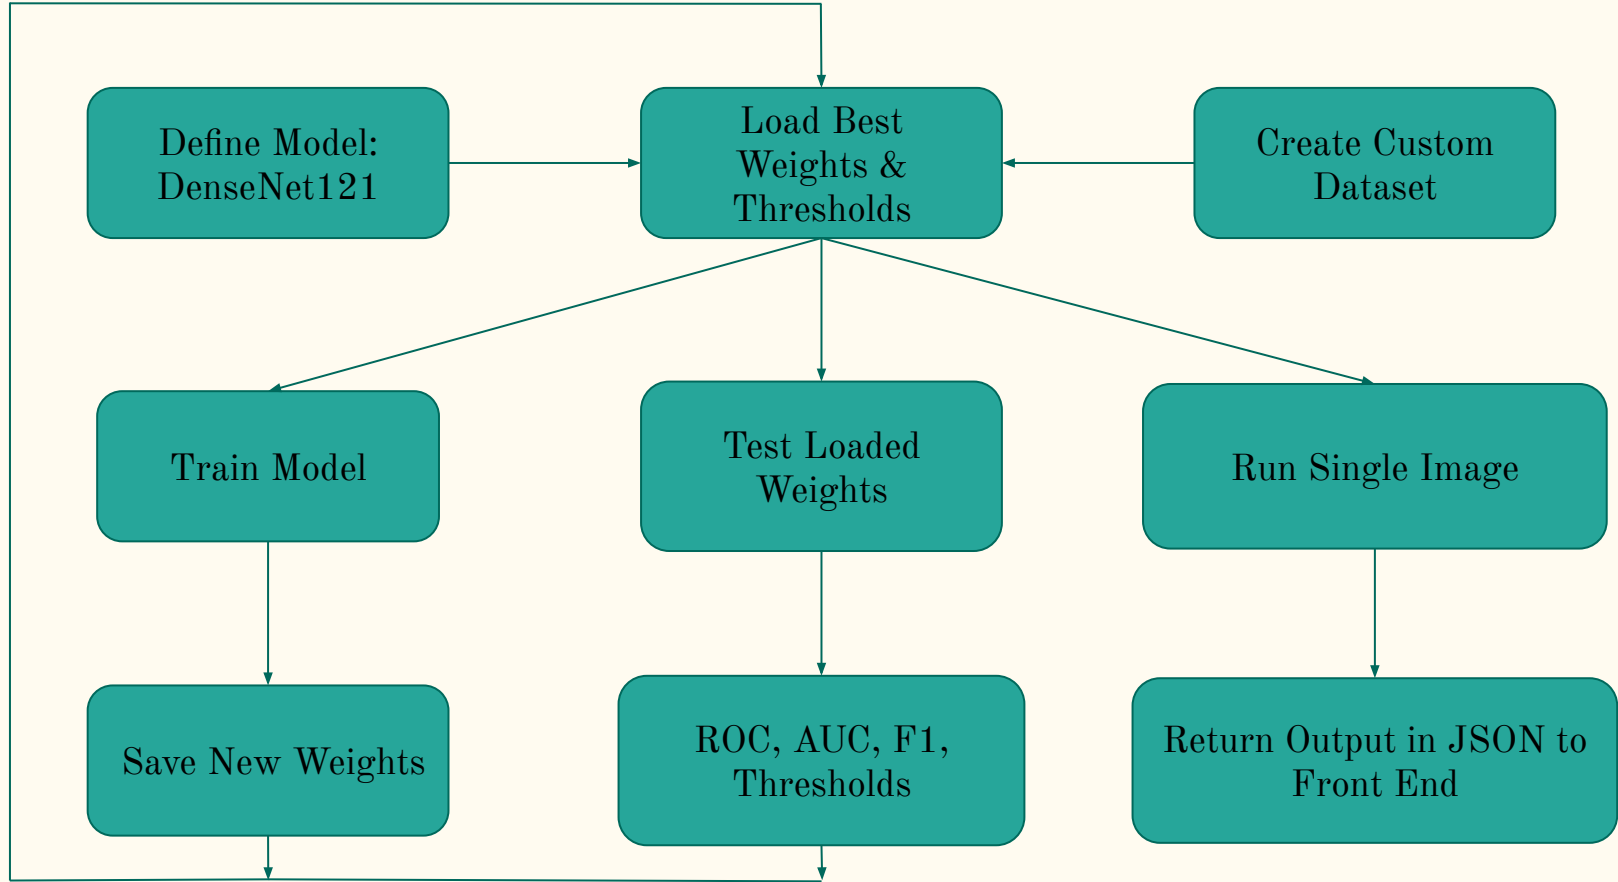 Define Model:
DenseNet121
Load Best
Weights &
Thresholds
Create Custom
Dataset
Train Model
Test Loaded
Weights
Run Single Image
Save New Weights
ROC, AUC, F1,
Thresholds
Return Output in JSON to
Front End